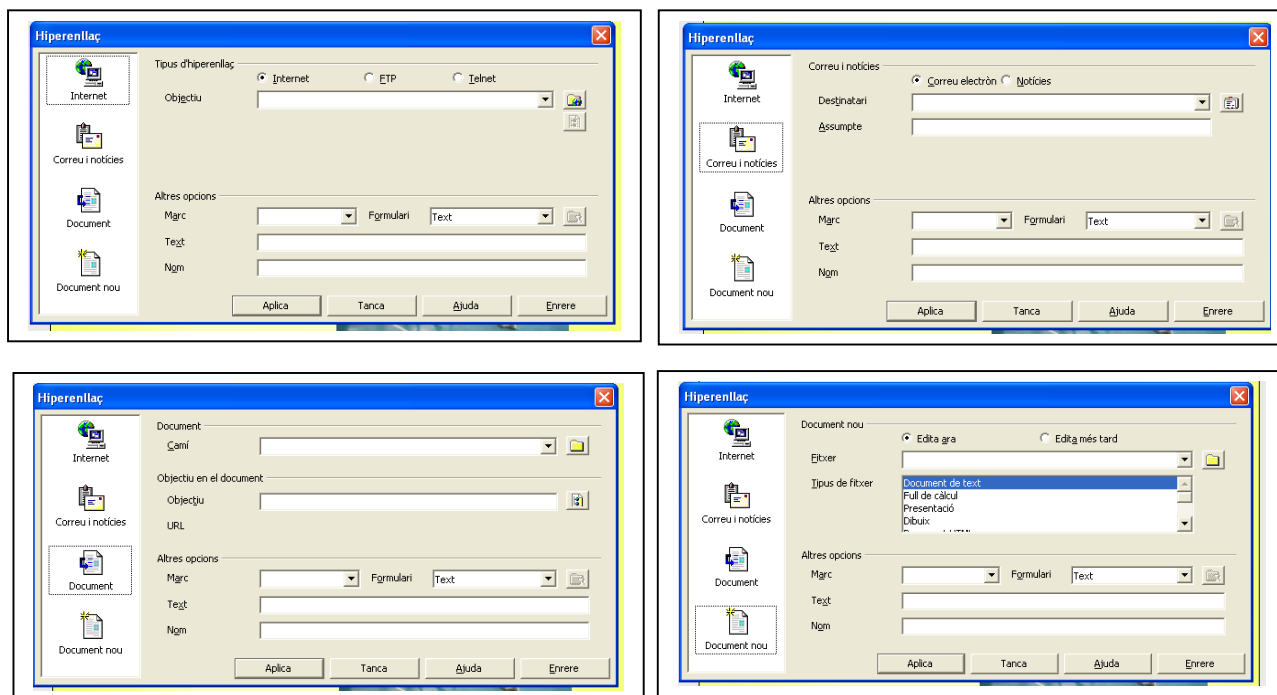 Hiperenllaç
Internet
Correu i notícies
Document
Document nou
Tipus d'hiperenllaç
Internet FTP Telnet
Objectiu
Altres opcions
Marc Formulari Text
Text
Nom
Aplica Tanca Ajuda Enrere
Hiperenllaç
Internet
Correu i notícies
Document
Document nou
Correu i notícies
Correu electròn Notícies
Destinatari
Assumpte
Altres opcions
Marc Formulari Text
Text
Nom
Aplica Tanca Ajuda Enrere
Hiperenllaç
Internet
Correu i notícies
Document
Document nou
Document
Camí
Objectiu en el document
Objectiu
URL
Altres opcions
Marc Formulari Text
Text
Nom
Aplica Tanca Ajuda Enrere
Hiperenllaç
Internet
Correu i notícies
Document
Document nou
Document nou
Edita ara Edita més tard
Fitxer
Tipus de fitxer Document de text
Full de càlcul
Presentació
Dibuix
Altres opcions
Marc Formulari Text
Text
Nom
Aplica Tanca Ajuda Enrere